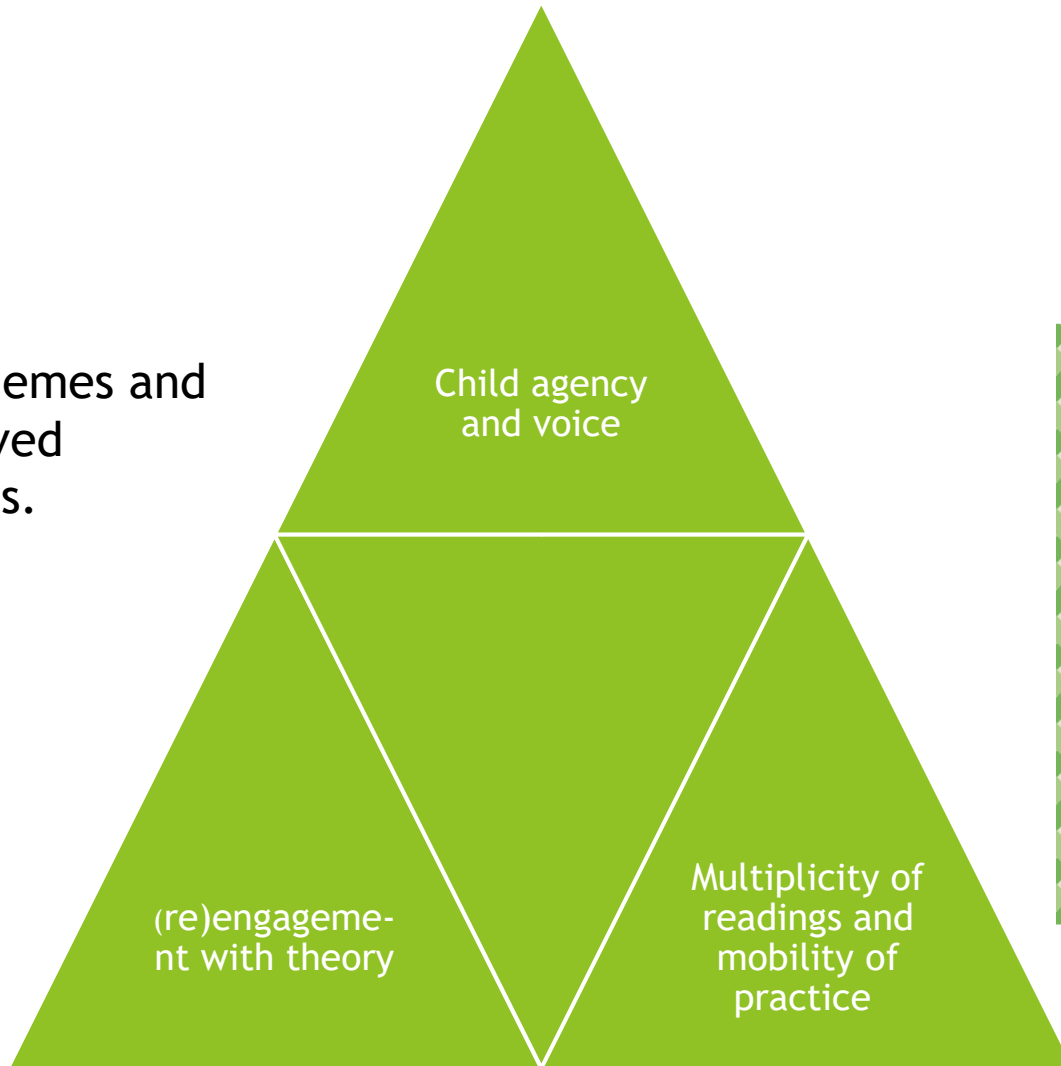 emes and
ved
s.
Child agency
and voice
(re)engageme-
nt with theory
Multiplicity of
readings and
mobility of
practice